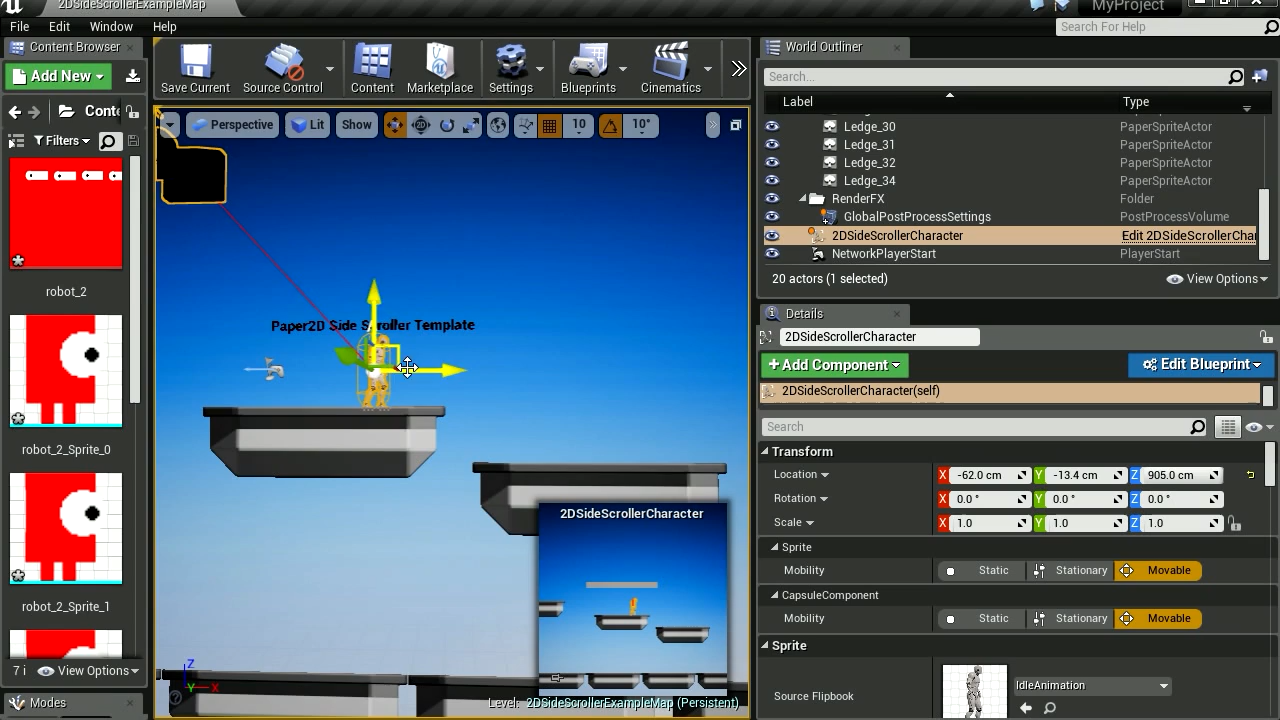 2DSideScrollerExampleMap
MyProject
File Edit Window Help
Search For Help
Content Browser
Add New
Filters
robot_2
robot_2_Sprite_0
robot_2_Sprite_1
View Options
Modes
Save Current Source Control Content Marketplace Settings Blueprints Cinematics
Perspective Lit Show 10 10°
Paper2D Side Scroller Template
2DSideScrollerCharacter
Z
Y X
Level: 2DSideScrollerExampleMap (Persistent)
World Outliner
Search...
Label Type
Ledge_30 PaperSpriteActor
Ledge_31 PaperSpriteActor
Ledge_32 PaperSpriteActor
Ledge_34 PaperSpriteActor
RenderFX Folder
GlobalPostProcessSettings PostProcessVolume
2DSideScrollerCharacter Edit 2DSideScrollerChar
NetworkPlayerStart PlayerStart
20 actors (1 selected) View Options
Details
2DSideScrollerCharacter
+Add Component Edit Blueprint
2DSideScrollerCharacter(self)
Search
Transform
Location X -62.0 cm Y -13.4 cm Z 905.0 cm
Rotation X 0.0 ° Y 0.0 ° Z 0.0 °
Scale X 1.0 Y 1.0 Z 1.0
Sprite
Mobility Static Stationary Movable
CapsuleComponent
Mobility Static Stationary Movable
Sprite
Source Flipbook IdleAnimation